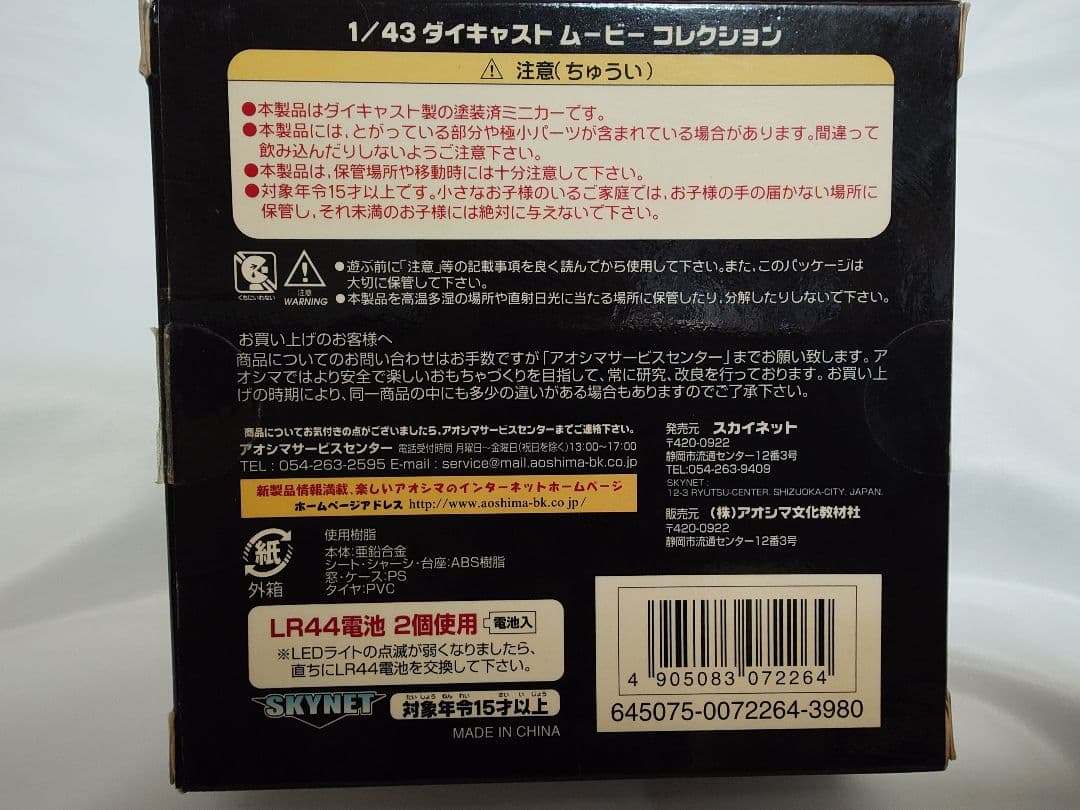 1/43 ダイキャスト ムービー コレクション
⚠ 注意(ちゅうい)
●本製品はダイキャスト製の塗装済ミニカーです。
●本製品には、とがっている部分や極小パーツが含まれている場合があります。間違って
飲み込んだりしないようご注意下さい。
●本製品は、保管場所や移動時には十分注意して下さい。
●対象年令15才以上です。小さなお子様のいるご家庭では、お子様の手の届かない場所に
保管し、それ未満のお子様には絶対に与えないで下さい。
くちにいれない
注意
WARNING
●遊ぶ前に「注意」等の記載事項を良く読んでから使用して下さい。また、このパッケージは
大切に保管して下さい。
●本製品を高温多湿の場所や直射日光に当たる場所に保管したり、分解したりしないで下さい。
お買い上げのお客様へ
商品についてのお問い合わせはお手数ですが「アオシマサービスセンター」までお願い致します。ア
オシマではより安全で楽しいおもちゃづくりを目指して、常に研究、改良を行っております。お買い上
げの時期により、同一商品の中にも多少の違いがある場合もありますのでご了承下さい。
商品についてお気付きの点がございましたら、アオシマサービスセンターまでご連絡下さい。
アオシマサービスセンター 電話受付時間 月曜日〜金曜日(祝日を除く)13:00〜17:00
TEL : 054-263-2595 E-mail : service@mail.aoshima-bk.co.jp
新製品情報満載、楽しいアオシマのインターネットホームページ
ホームページアドレス http://www.aoshima-bk.co.jp/
発売元 スカイネット
〒420-0922
静岡市流通センター12番3号
TEL:054-263-9409
SKYNET :
12-3 RYUTSU-CENTER. SHIZUOKA-CITY. JAPAN.
販売元 (株)アオシマ文化教材社
〒420-0922
静岡市流通センター12番3号
紙
外箱
使用樹脂
本体:亜鉛合金
シート・シャーシ・台座:ABS樹脂
窓・ケース:PS
タイヤ:PVC
LR44電池 2個使用 電池入
※LEDライトの点滅が弱くなりましたら、
直ちにLR44電池を交換して下さい。
SKYNET
たいしょうねんれい さいいじょう
対象年令15才以上
MADE IN CHINA
4 905083 072264
645075-0072264-3980